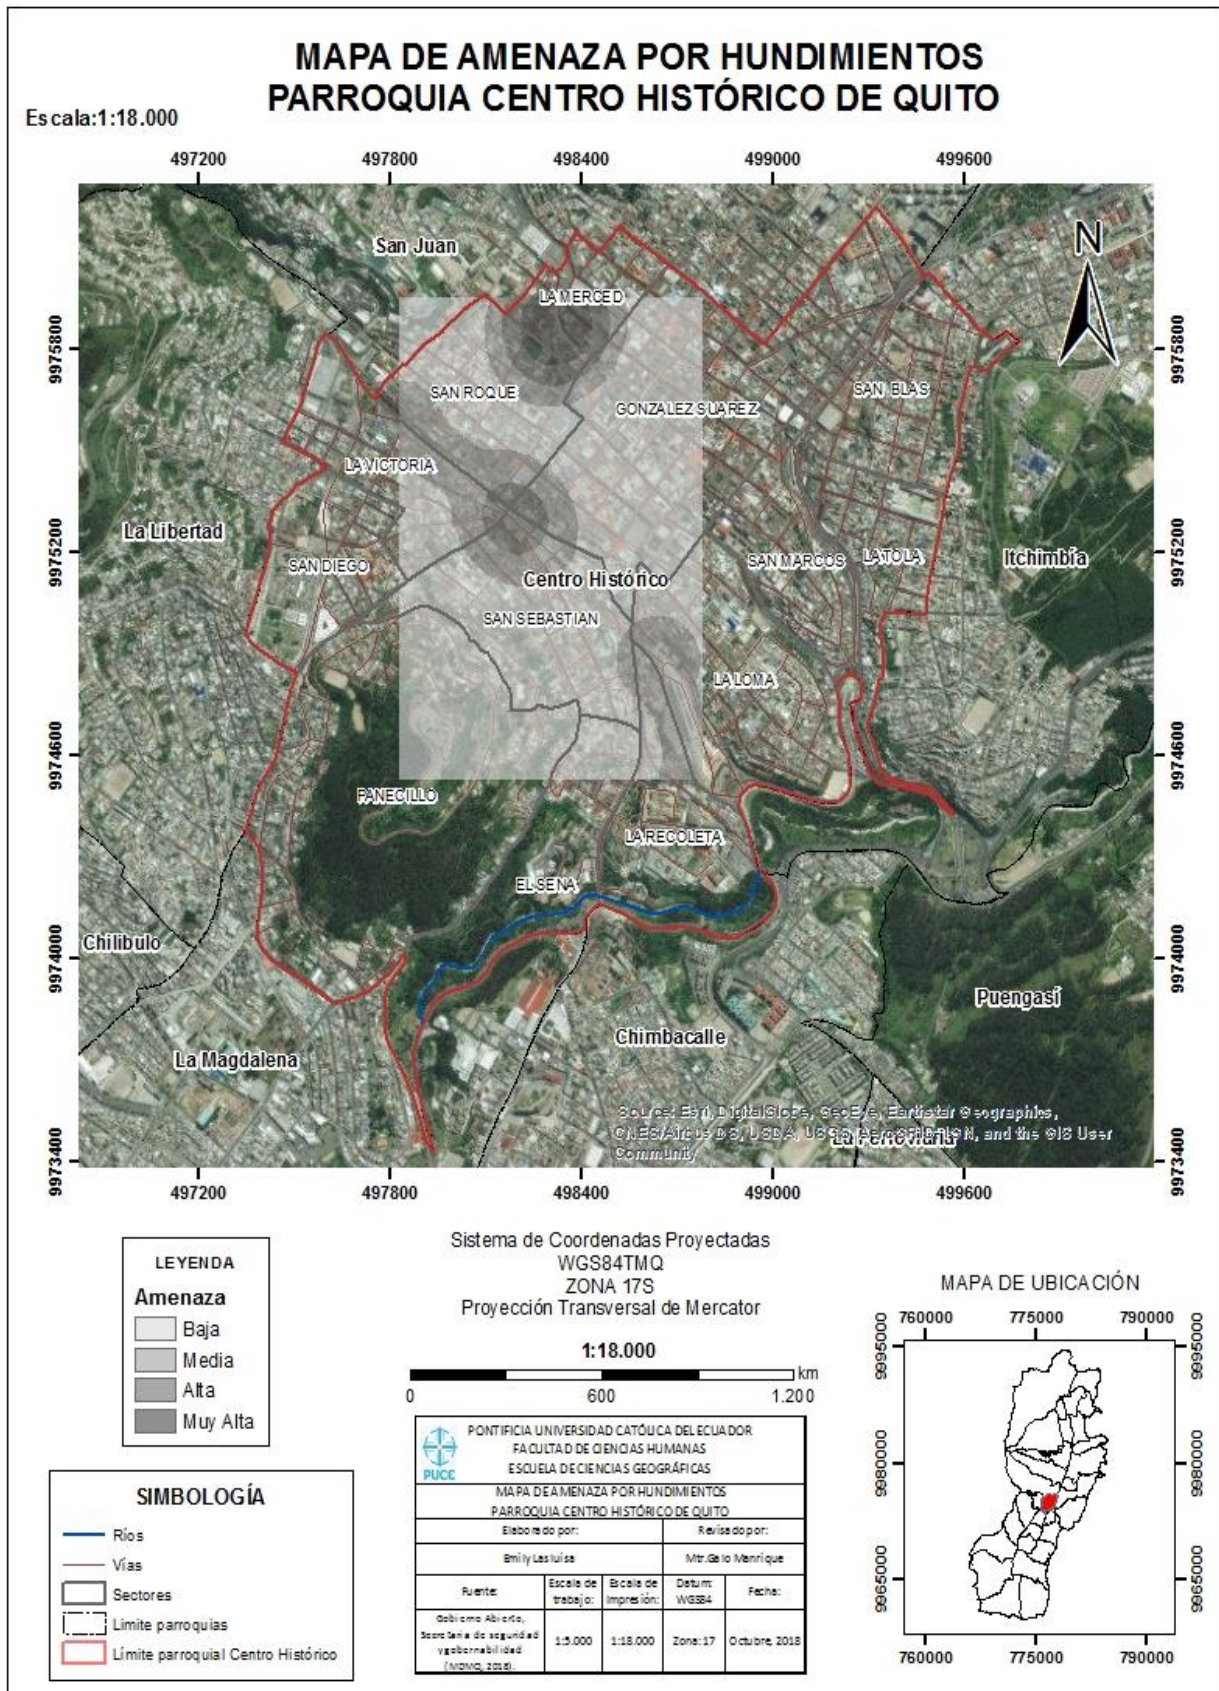 MAPA DE AMENAZA POR HUNDIMIENTOS
PARROQUIA CENTRO HISTÓRICO DE QUITO
Escala:1:18.000
497200 497800 498400 499000 499600
9975800
9975200
9974600
9974000
9973400
San Juan
LA MERCED
N
SAN ROQUE
GONZALEZ SUAREZ
SAN BLAS
LA VICTORIA
La Libertad
SAN DIEGO
Centro Histórico
SAN MARCOS
LA TOLA
Itchimbía
SAN SEBASTIAN
LA LOMA
PANECILLO
LA RECOLETA
EL SENA
Chilibulo
Puengasí
La Magdalena
Chimbacalle
Source: Esri, DigitalGlobe, GeoEye, Earthstar Geographics,
CNES/Airbus DS, USDA, USGS, AeroGRID, IGN, and the GIS User
Community
La Ferroviaria
9975800
9975200
9974600
9974000
9973400
497200 497800 498400 499000 499600
LEYENDA
Amenaza
Baja
Media
Alta
Muy Alta
SIMBOLOGÍA
Ríos
Vías
Sectores
Limite parroquias
Límite parroquial Centro Histórico
Sistema de Coordenadas Proyectadas
WGS84TMQ
ZONA 17S
Proyección Transversal de Mercator
1:18.000
km
0 600 1.200
PUCE
PONTIFICIA UNIVERSIDAD CATÓLICA DEL ECUADOR
FACULTAD DE CIENCIAS HUMANAS
ESCUELA DE CIENCIAS GEOGRÁFICAS
MAPA DE AMENAZA POR HUNDIMIENTOS
PARROQUIA CENTRO HISTÓRICO DE QUITO
Elaborado por: Revisado por:
Emily Lasluisa Mtr. Galo Manrique
Fuente: Escala de trabajo: Escala de impresión: Datum: WGS84 Fecha:
Gobierno Abierto,
Secretaría de seguridad
y gobernabilidad
(MDMQ, 2018).
1:5.000 1:18.000 Zona: 17 Octubre, 2018
MAPA DE UBICACIÓN
760000 775000 790000
9995000
9980000
9965000
9995000
9980000
9965000
760000 775000 790000